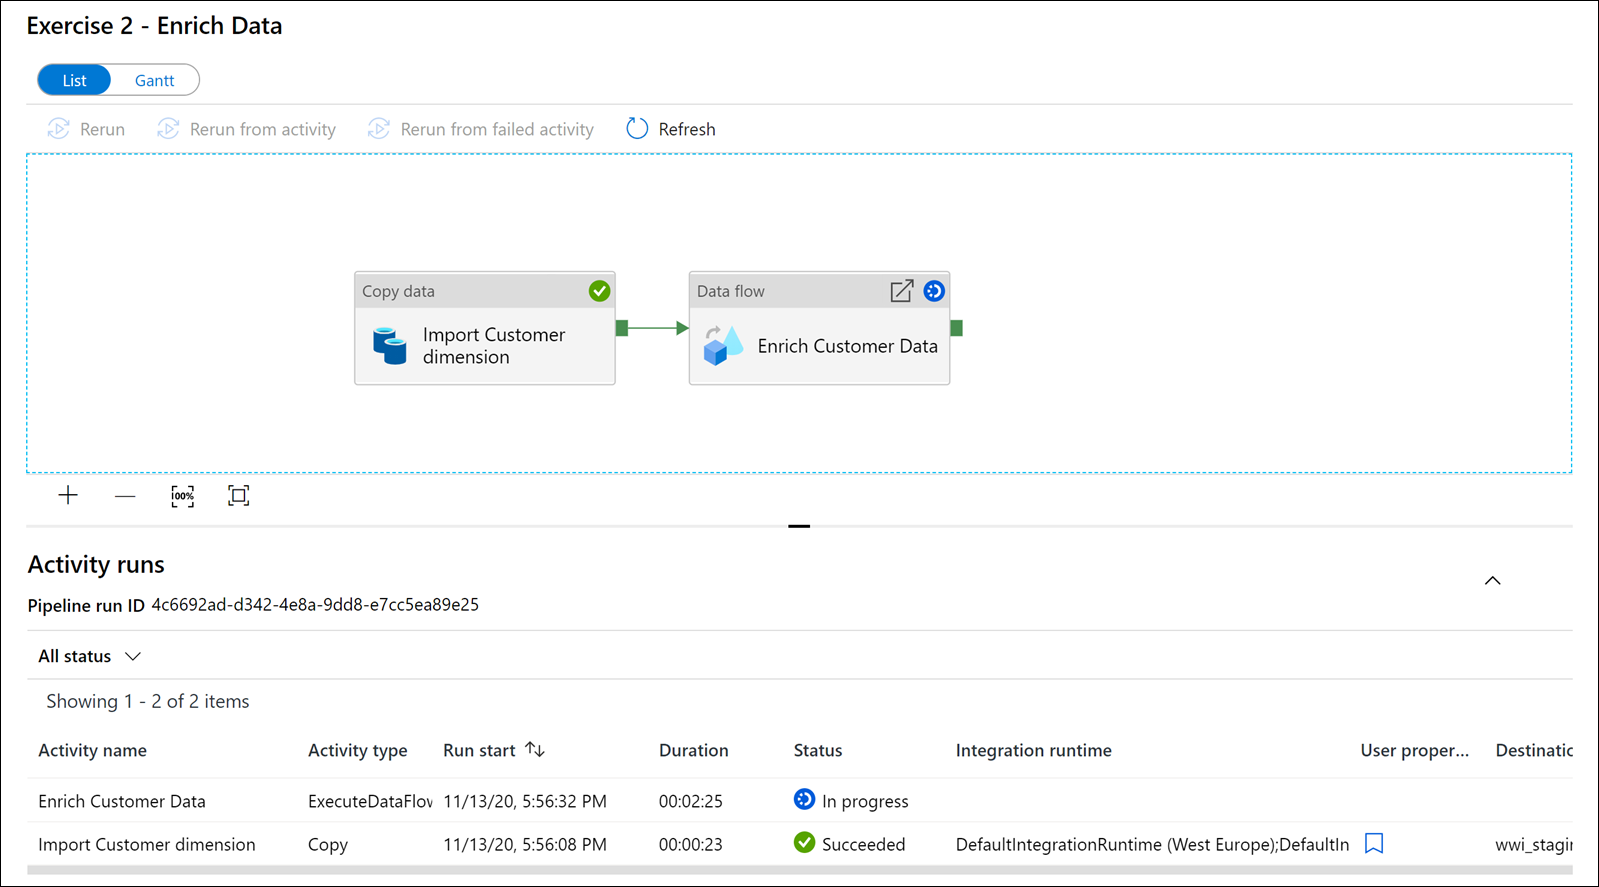 Exercise 2 - Enrich Data
List Gantt
Rerun Rerun from activity Rerun from failed activity Refresh
Copy data
Import Customer
dimension
Data flow
Enrich Customer Data
100%
Activity runs
Pipeline run ID 4c6692ad-d342-4e8a-9dd8-e7cc5ea89e25
All status
Showing 1 - 2 of 2 items
Activity name Activity type Run start Duration Status Integration runtime User proper... Destinatic
Enrich Customer Data ExecuteDataFlov 11/13/20, 5:56:32 PM 00:02:25 In progress
Import Customer dimension Copy 11/13/20, 5:56:08 PM 00:00:23 Succeeded DefaultIntegrationRuntime (West Europe);DefaultIn wwi_stagir